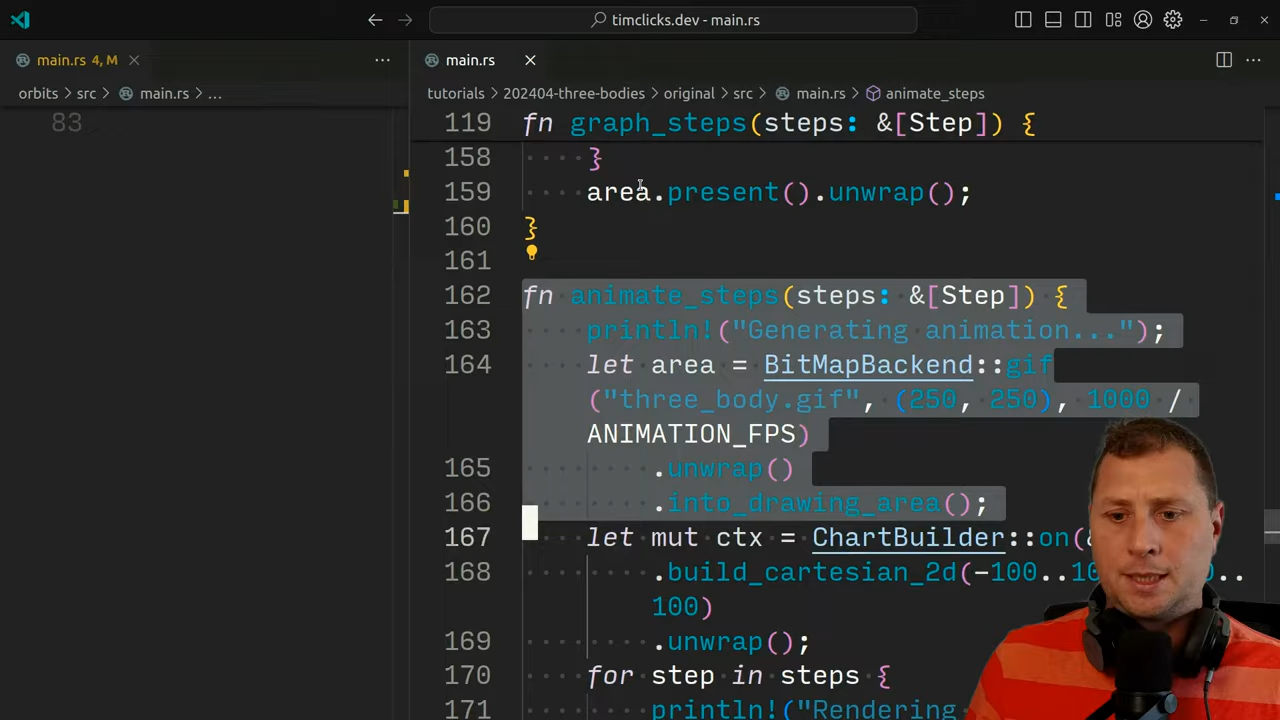 timclicks.dev - main.rs
main.rs 4, M
main.rs
orbits > src > main.rs > ...
tutorials > 202404-three-bodies > original > src > main.rs > animate_steps
83
119 fn graph_steps(steps: &[Step]) {
158 }
159 area.present().unwrap();
160 }
161
162 fn animate_steps(steps: &[Step]) {
163 println!("Generating animation...");
164 let area = BitMapBackend::gif
("three_body.gif", (250, 250), 1000 /
ANIMATION_FPS)
165 .unwrap()
166 .into_drawing_area();
167 let mut ctx = ChartBuilder::on(
168 .build_cartesian_2d(-100..
100)
169 .unwrap();
170 for step in steps {
171 println!("Rendering